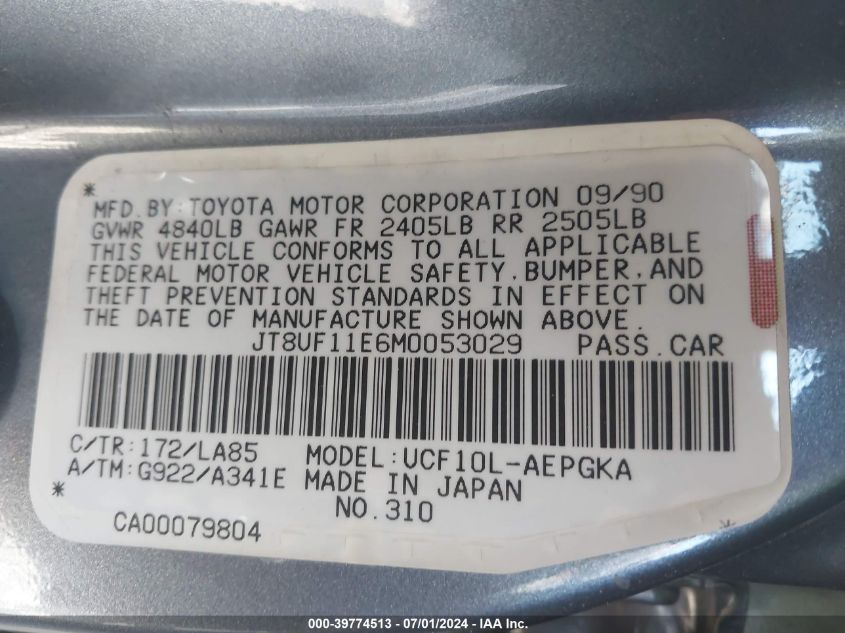 MFD. BY: TOYOTA MOTOR CORPORATION 09/90
GVWR 4840LB GAWR FR 2405LB RR 2505LB
THIS VEHICLE CONFORMS TO ALL APPLICABLE
FEDERAL MOTOR VEHICLE SAFETY, BUMPER, AND
THEFT PREVENTION STANDARDS IN EFFECT ON
THE DATE OF MANUFACTURE SHOWN ABOVE.
JT8UF11E6M0053029 PASS. CAR
C/TR: 172/LA85 MODEL: UCF10L-AEPGKA
A/TM: G922/A341E MADE IN JAPAN
NO. 310
CA00079804
000-39774513 - 07/01/2024 - IAA Inc.